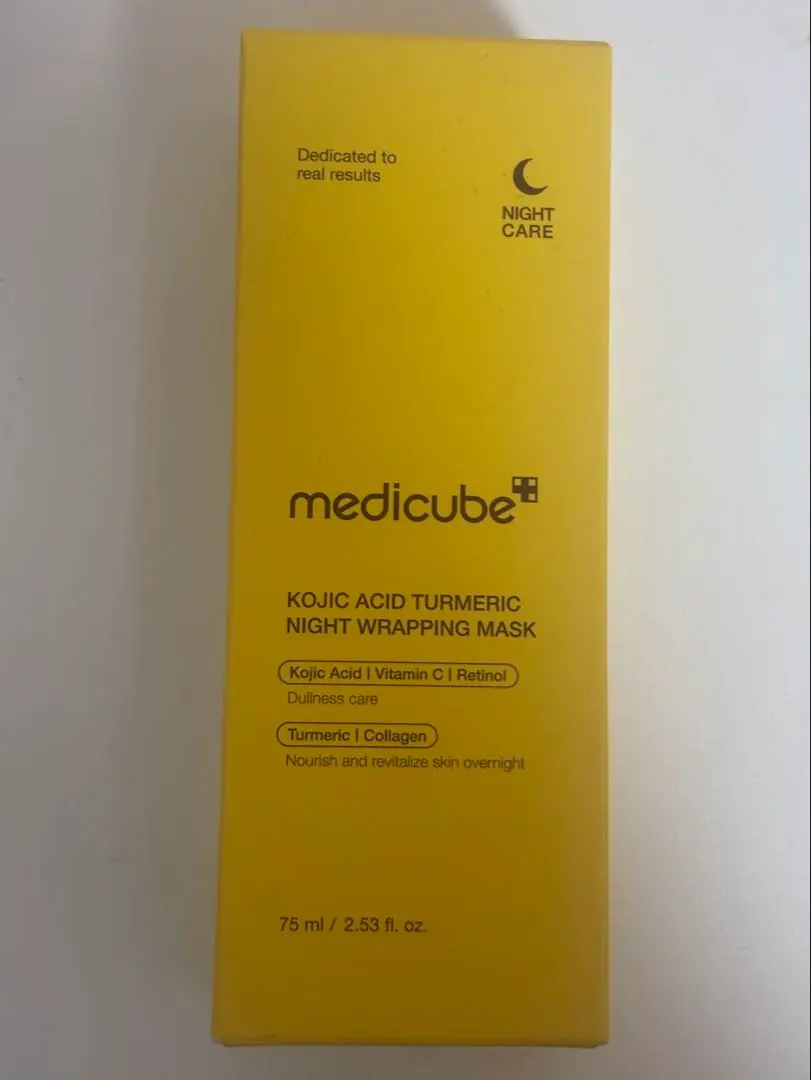 Dedicated to
real results
NIGHT
CARE
medicube
KOJIC ACID TURMERIC
NIGHT WRAPPING MASK
Kojic Acid | Vitamin C | Retinol
Dullness care
Turmeric | Collagen
Nourish and revitalize skin overnight
75 ml / 2.53 fl. oz.